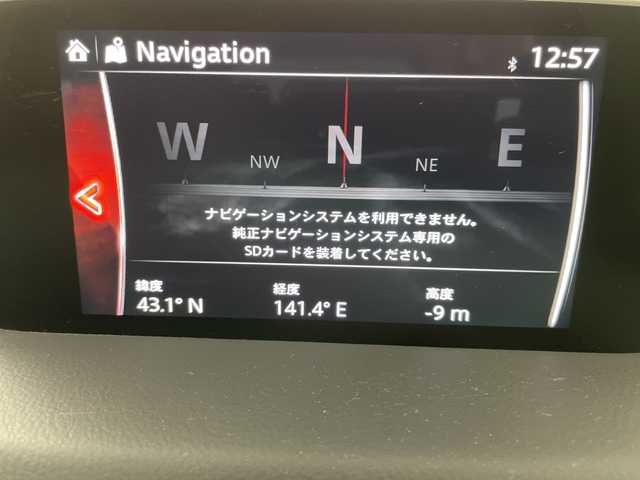 Navigation
12:57
W NW N NE E
ナビゲーションシステムを利用できません。
純正ナビゲーションシステム専用の
SDカードを装着してください。
緯度 経度 高度
43.1° N 141.4° E -9 m